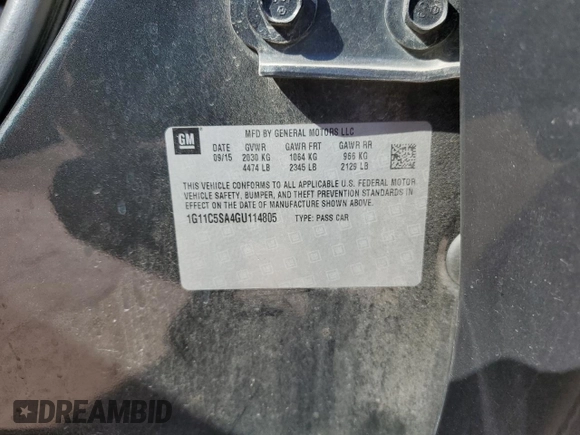 MFD BY GENERAL MOTORS LLC
GM DATE GVWR GAWR FRT GAWR RR
09/15 2030 KG 1064 KG 966 KG
4474 LB 2345 LB 2129 LB
THIS VEHICLE CONFORMS TO ALL APPLICABLE U.S. FEDERAL MOTOR
VEHICLE SAFETY, BUMPER, AND THEFT PREVENTION STANDARDS IN
EFFECT ON THE DATE OF MANUFACTURE SHOWN ABOVE.
1G11C5SA4GU114805 TYPE: PASS CAR
DREAMBID